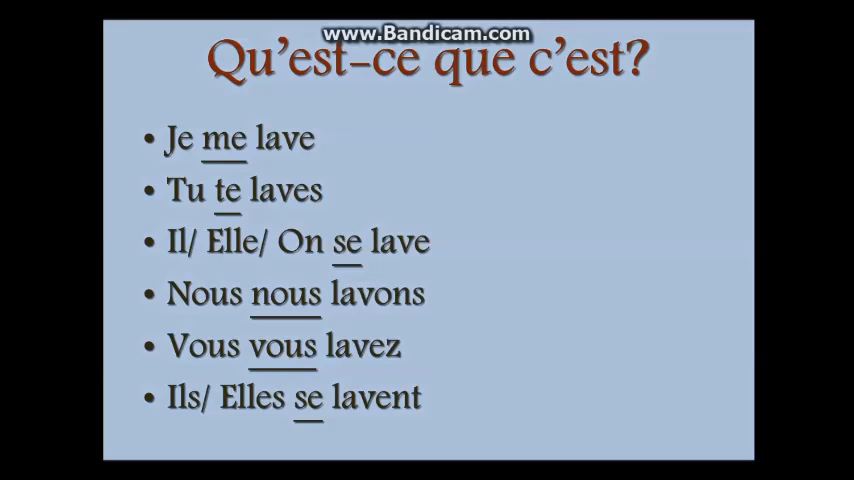 www.Bandicam.com
Qu'est-ce que c'est?
• Je me lave
• Tu te laves
• Il/ Elle/ On se lave
• Nous nous lavons
• Vous vous lavez
• Ils/ Elles se lavent